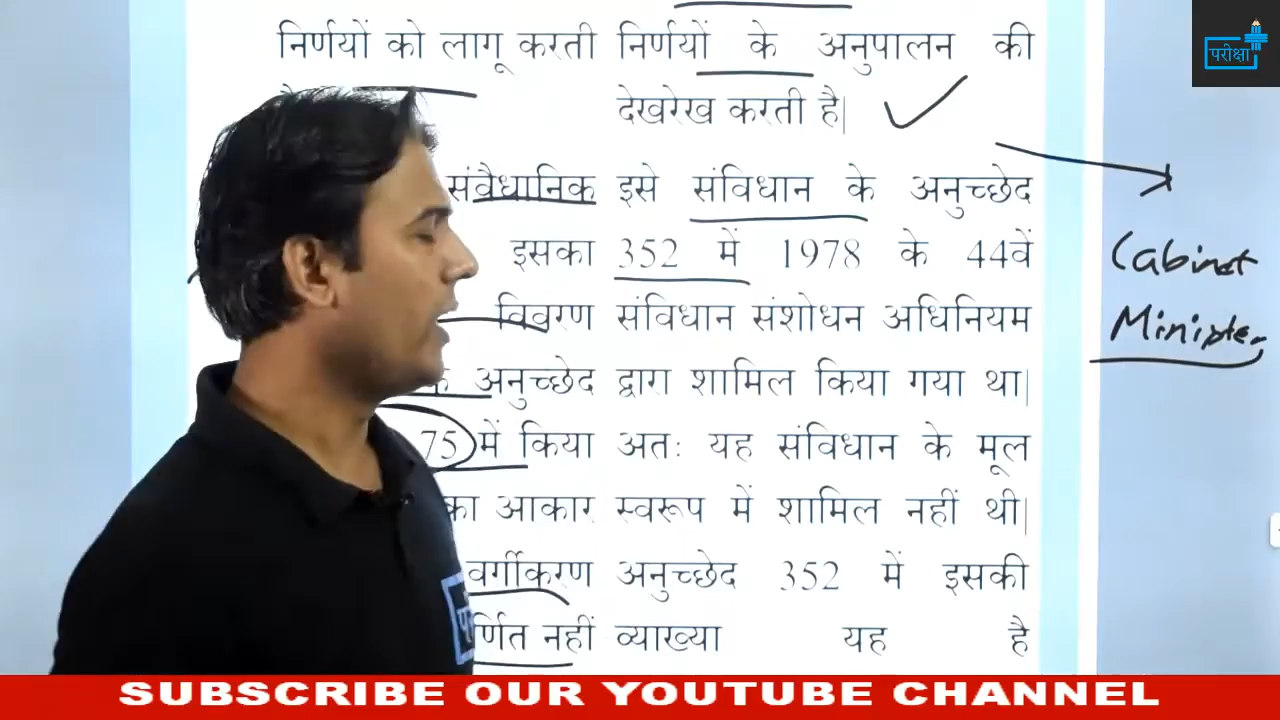 निर्णयों को लागू करती निर्णयों के अनुपालन की
परीक्षा
देखरेख करती है|
संवैधानिक इसे संविधान के अनुच्छेद
इसका 352 में 1978 के 44वें
Cabinet
विवरण संविधान संशोधन अधिनियम
Minister
अनुच्छेद द्वारा शामिल किया गया था|
75 में किया अतः यह संविधान के मूल
का आकार स्वरूप में शामिल नहीं थी|
वर्गीकरण अनुच्छेद 352 में इसकी
नहीं व्याख्या यह है
SUBSCRIBE OUR YOUTUBE CHANNEL